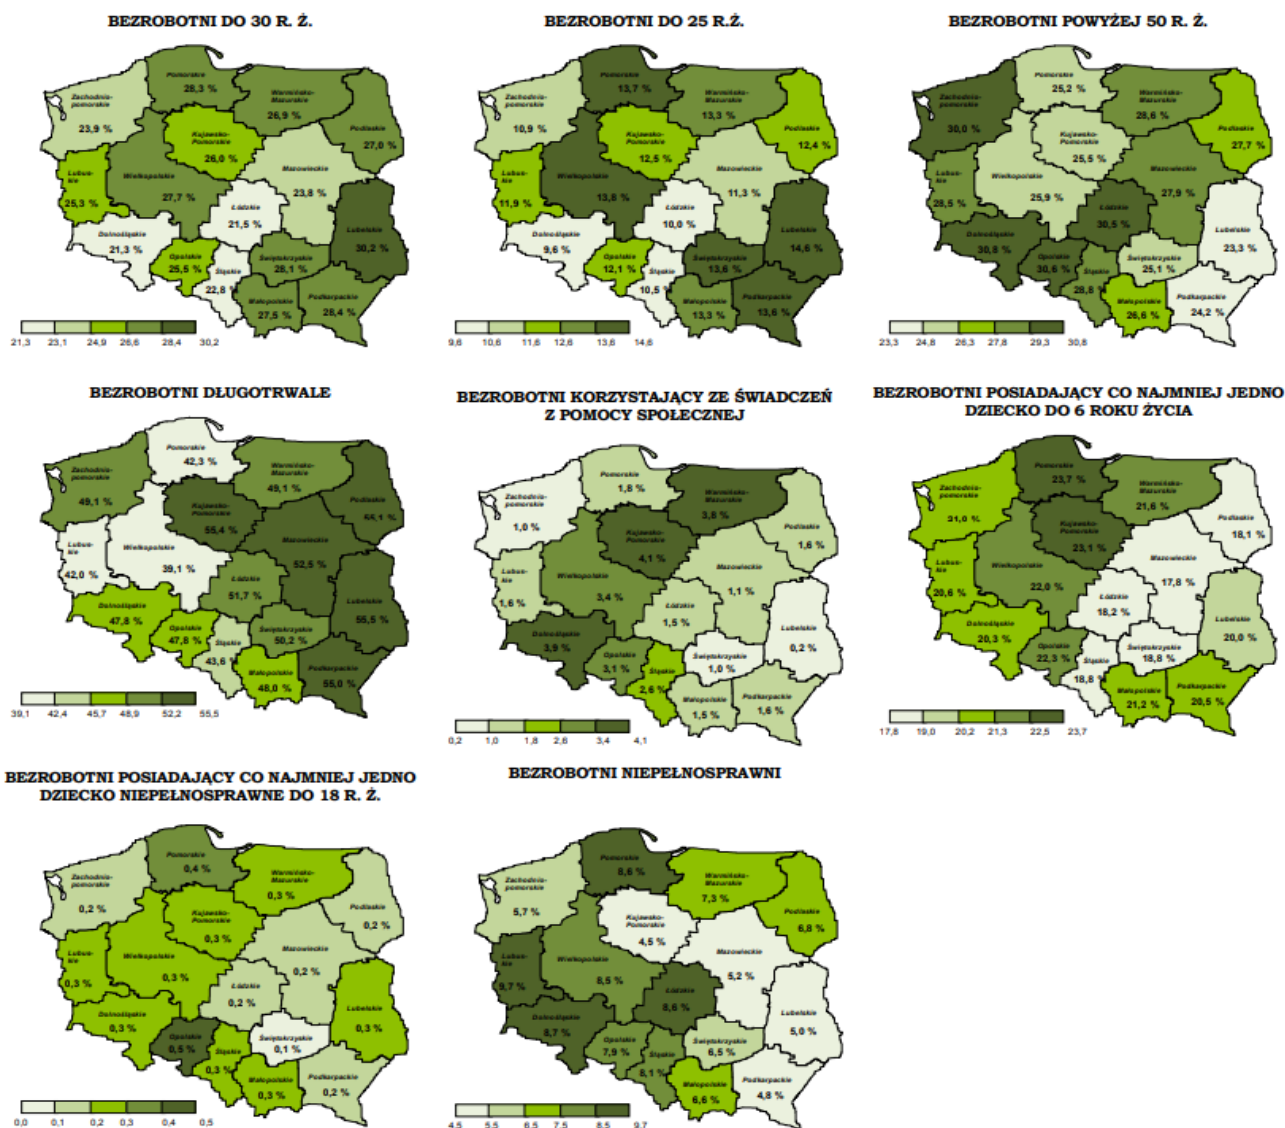 BEZROBOTNI DO 30 R. Ż.
Zachodnio-
pomorskie
23,9 %
Pomorskie
28,3 %
Warmińsko-
Mazurskie
26,9 %
Podlaskie
27,0 %
Kujawsko-
Pomorskie
26,0 %
Mazowieckie
23,8 %
Lubus-
kie
25,3 %
Wielkopolskie
27,7 %
Łódzkie
21,5 %
Lubelskie
30,2 %
Dolnośląskie
21,3 %
Opolskie
25,5 %
Śląskie
22,8 %
Świętokrzyskie
28,1 %
Małopolskie
27,5 %
Podkarpackie
28,4 %
21,3 23,1 24,9 26,6 28,4 30,2
BEZROBOTNI DO 25 R.Ż.
Zachodnio-
pomorskie
10,9 %
Pomorskie
13,7 %
Warmińsko-
Mazurskie
13,3 %
Podlaskie
12,4 %
Kujawsko-
Pomorskie
12,5 %
Mazowieckie
11,3 %
Lubus-
kie
11,9 %
Wielkopolskie
13,8 %
Łódzkie
10,0 %
Lubelskie
14,6 %
Dolnośląskie
9,6 %
Opolskie
12,1 %
Śląskie
10,5 %
Świętokrzyskie
13,6 %
Małopolskie
13,3 %
Podkarpackie
13,6 %
9,6 10,6 11,6 12,6 13,6 14,6
BEZROBOTNI POWYŻEJ 50 R. Ż.
Zachodnio-
pomorskie
30,0 %
Pomorskie
25,2 %
Warmińsko-
Mazurskie
28,6 %
Podlaskie
27,7 %
Kujawsko-
Pomorskie
25,5 %
Mazowieckie
27,9 %
Lubus-
kie
28,5 %
Wielkopolskie
25,9 %
Łódzkie
30,5 %
Lubelskie
23,3 %
Dolnośląskie
30,8 %
Opolskie
30,6 %
Śląskie
28,8 %
Świętokrzyskie
25,1 %
Małopolskie
26,6 %
Podkarpackie
24,2 %
23,3 24,8 26,3 27,8 29,3 30,8
BEZROBOTNI DŁUGOTRWALE
Zachodnio-
pomorskie
49,1 %
Pomorskie
42,3 %
Warmińsko-
Mazurskie
49,1 %
Podlaskie
Kujawsko-
Pomorskie
55,4 %
Mazowieckie
52,5 %
Lubus-
kie
42,0 %
Wielkopolskie
39,1 %
Łódzkie
51,7 %
Lubelskie
55,5 %
Dolnośląskie
47,8 %
Opolskie
47,8 %
Śląskie
43,6 %
Świętokrzyskie
50,2 %
Małopolskie
48,0 %
Podkarpackie
55,0 %
39,1 42,4 45,7 48,9 52,2 55,5
BEZROBOTNI KORZYSTAJĄCY ZE ŚWIADCZEŃ
Z POMOCY SPOŁECZNEJ
Zachodnio-
pomorskie
1,0 %
Pomorskie
1,8 %
Warmińsko-
Mazurskie
3,8 %
Podlaskie
1,6 %
Kujawsko-
Pomorskie
4,1 %
Mazowieckie
1,1 %
Lubus-
kie
1,6 %
Wielkopolskie
3,4 %
Łódzkie
1,5 %
Lubelskie
0,2 %
Dolnośląskie
3,9 %
Opolskie
3,1 %
Śląskie
2,6 %
Świętokrzyskie
1,0 %
Małopolskie
1,5 %
Podkarpackie
1,6 %
0,2 1,0 1,8 2,6 3,4 4,1
BEZROBOTNI POSIADAJĄCY CO NAJMNIEJ JEDNO
DZIECKO DO 6 ROKU ŻYCIA
Zachodnio-
pomorskie
21,0 %
Pomorskie
23,7 %
Warmińsko-
Mazurskie
21,6 %
Podlaskie
18,1 %
Kujawsko-
Pomorskie
23,1 %
Mazowieckie
17,8 %
Lubus-
kie
20,6 %
Wielkopolskie
22,0 %
Łódzkie
18,2 %
Lubelskie
20,0 %
Dolnośląskie
20,3 %
Opolskie
22,3 %
Śląskie
18,8 %
Świętokrzyskie
18,8 %
Małopolskie
21,2 %
Podkarpackie
20,5 %
17,8 19,0 20,2 21,3 22,5 23,7
BEZROBOTNI POSIADAJĄCY CO NAJMNIEJ JEDNO
DZIECKO NIEPEŁNOSPRAWNE DO 18 R. Ż.
Zachodnio-
pomorskie
0,2 %
Pomorskie
0,4 %
Warmińsko-
Mazurskie
0,3 %
Podlaskie
0,2 %
Kujawsko-
Pomorskie
0,3 %
Mazowieckie
0,2 %
Lubus-
kie
0,3 %
Wielkopolskie
0,3 %
Łódzkie
0,2 %
Lubelskie
0,3 %
Dolnośląskie
0,3 %
Opolskie
0,5 %
Śląskie
0,3 %
Świętokrzyskie
0,1 %
Małopolskie
0,3 %
Podkarpackie
0,2 %
0,0 0,1 0,2 0,3 0,4 0,5
BEZROBOTNI NIEPEŁNOSPRAWNI
Zachodnio-
pomorskie
5,7 %
Pomorskie
8,6 %
Warmińsko-
Mazurskie
7,3 %
Podlaskie
6,8 %
Kujawsko-
Pomorskie
4,5 %
Mazowieckie
5,2 %
Lubus-
kie
9,7 %
Wielkopolskie
8,5 %
Łódzkie
8,6 %
Lubelskie
5,0 %
Dolnośląskie
8,7 %
Opolskie
7,9 %
Śląskie
8,1 %
Świętokrzyskie
6,5 %
Małopolskie
6,6 %
Podkarpackie
4,8 %
4,5 5,5 6,5 7,5 8,5 9,7